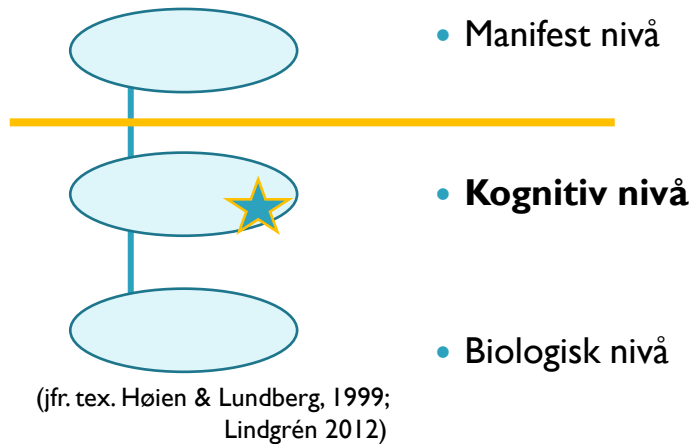 • Manifest nivå
• Kognitiv nivå
• Biologisk nivå
(jfr. tex. Høien & Lundberg, 1999;
Lindgrén 2012)